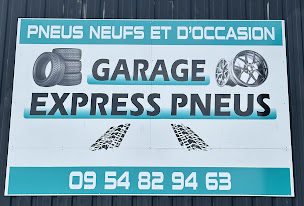 PNEUS NEUFS ET D'OCCASION
GARAGE
EXPRESS PNEUS
09 54 82 94 63